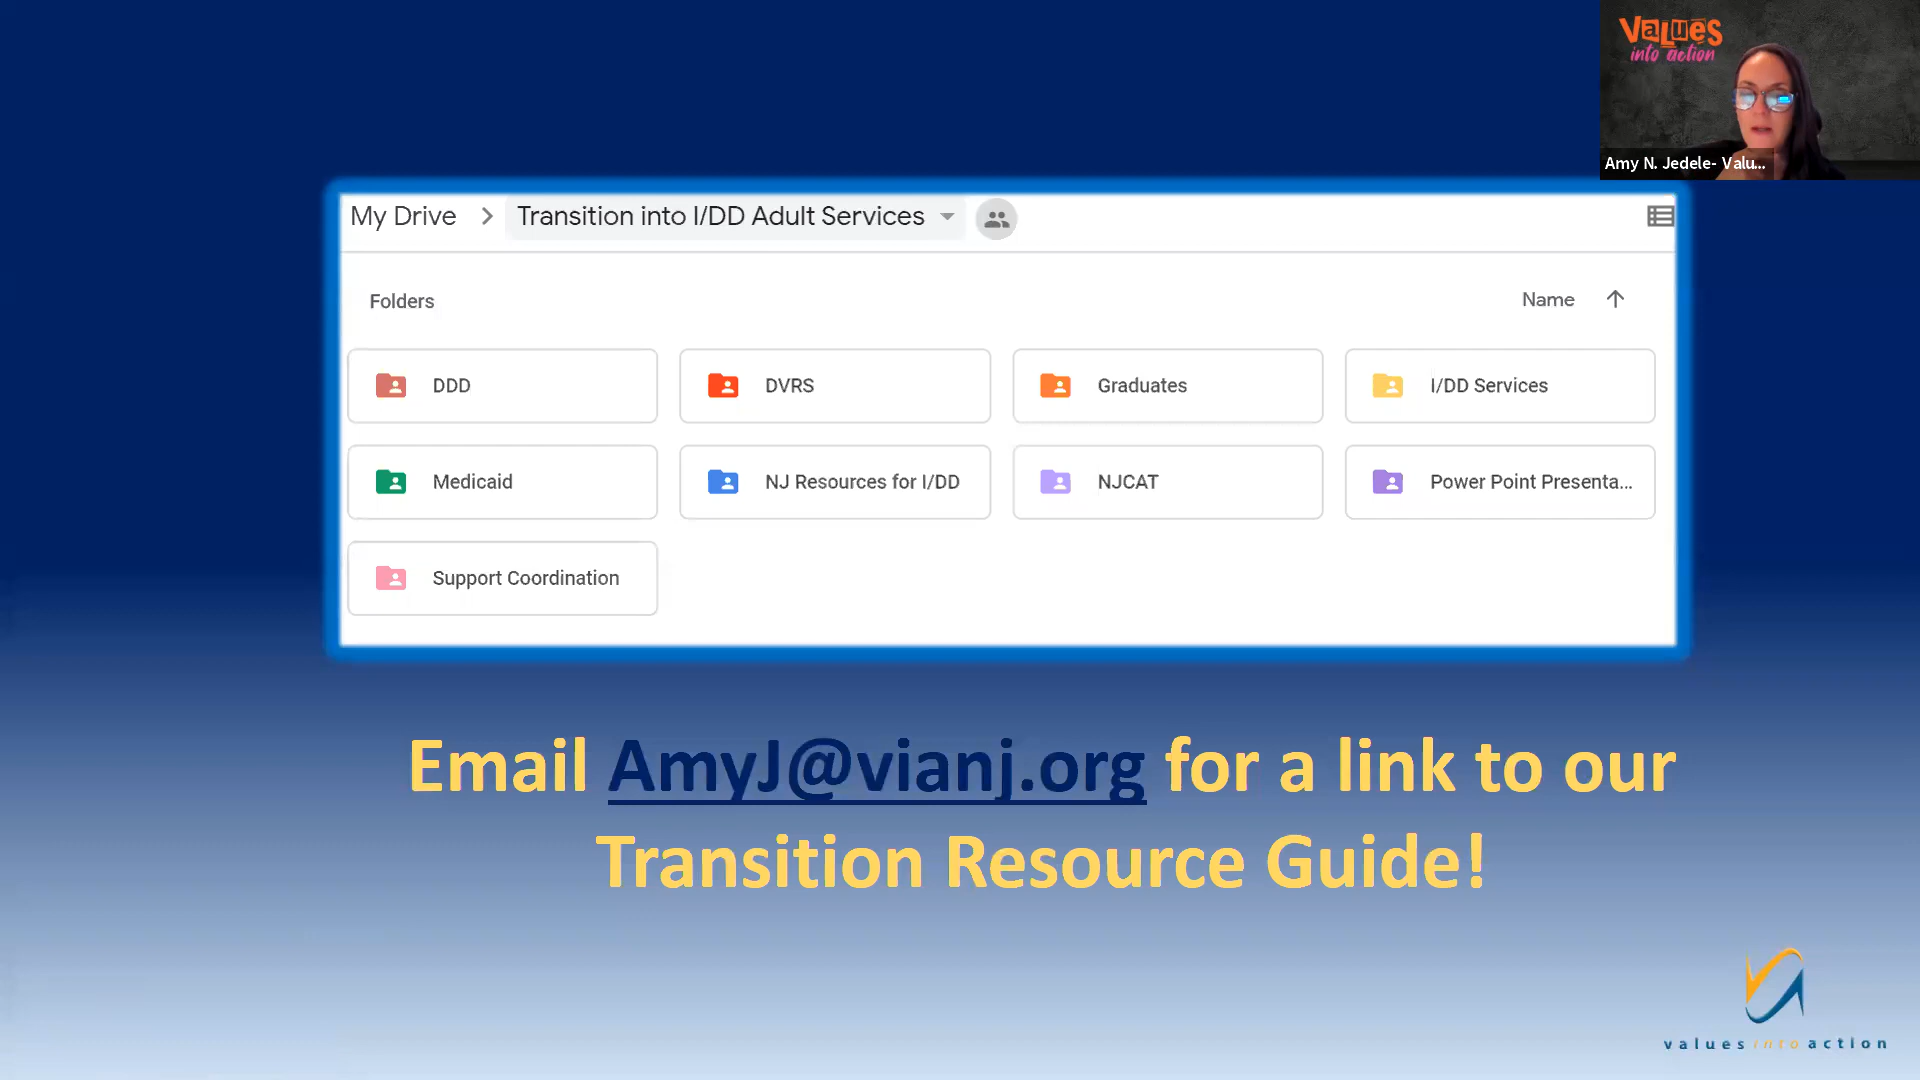 Values
into action
Amy N. Jedele- Valu...
My Drive > Transition into I/DD Adult Services
Folders
Name
DDD
DVRS
Graduates
I/DD Services
Medicaid
NJ Resources for I/DD
NJCAT
Power Point Presenta...
Support Coordination
Email AmyJ@vianj.org for a link to our
Transition Resource Guide!
values into action